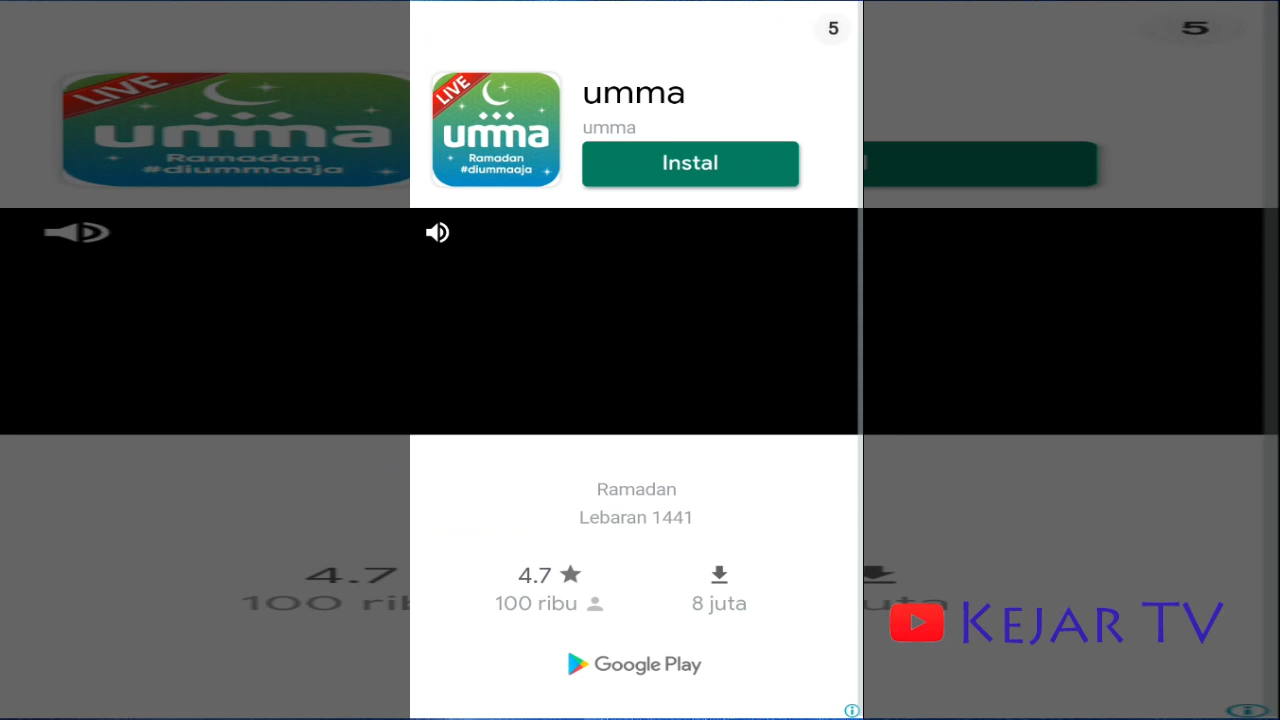 5
LIVE
umma
Ramadan
#diummaaja
umma
umma
Instal
Ramadan
Lebaran 1441
4.7
100 ribu
8 juta
Google Play
KEJAR TV